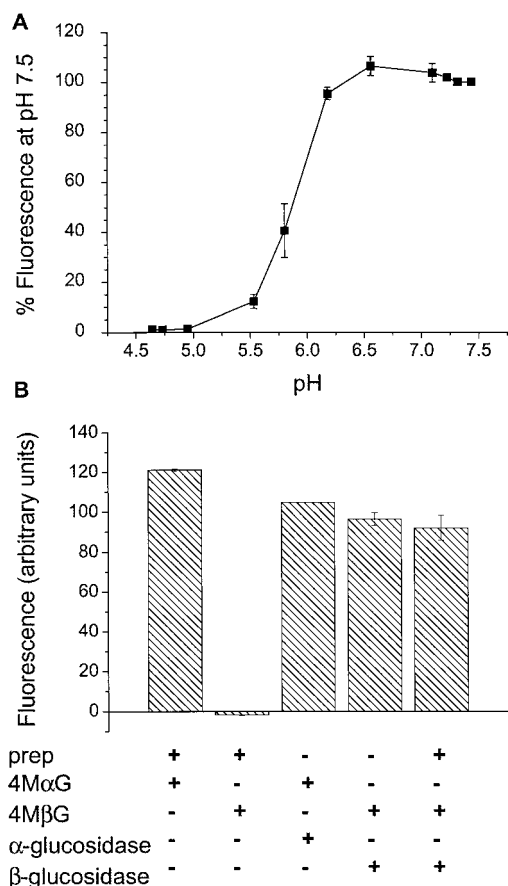 A
% Fluorescence at pH 7.5
120
100
80
60
40
20
0
4.5 5.0 5.5 6.0 6.5 7.0 7.5
pH
B
Fluorescence (arbitrary units)
140
120
100
80
60
40
20
0
prep + + - - +
4MαG + - + - -
4MβG - + - + +
α-glucosidase - - + - -
β-glucosidase - - - + +